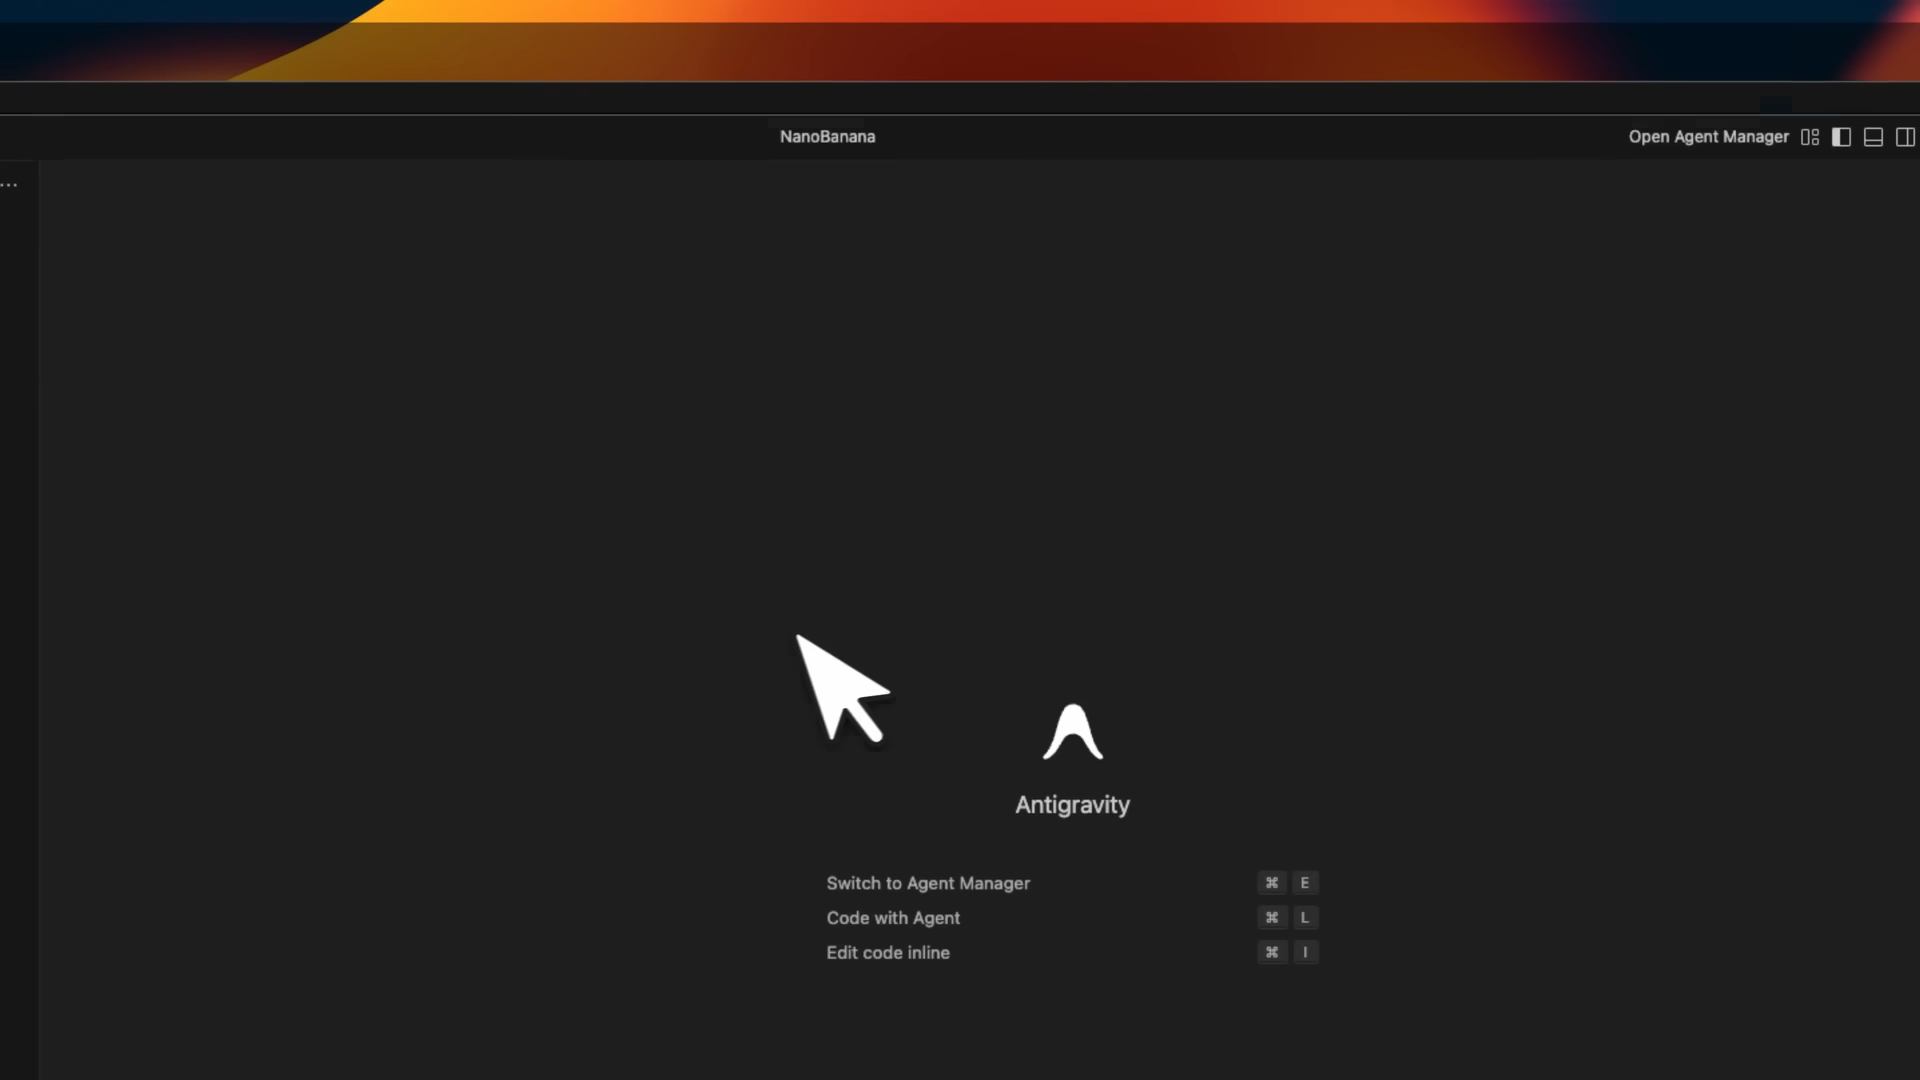 NanoBanana
Open Agent Manager
Antigravity
Switch to Agent Manager ⌘ E
Code with Agent ⌘ L
Edit code inline ⌘ I